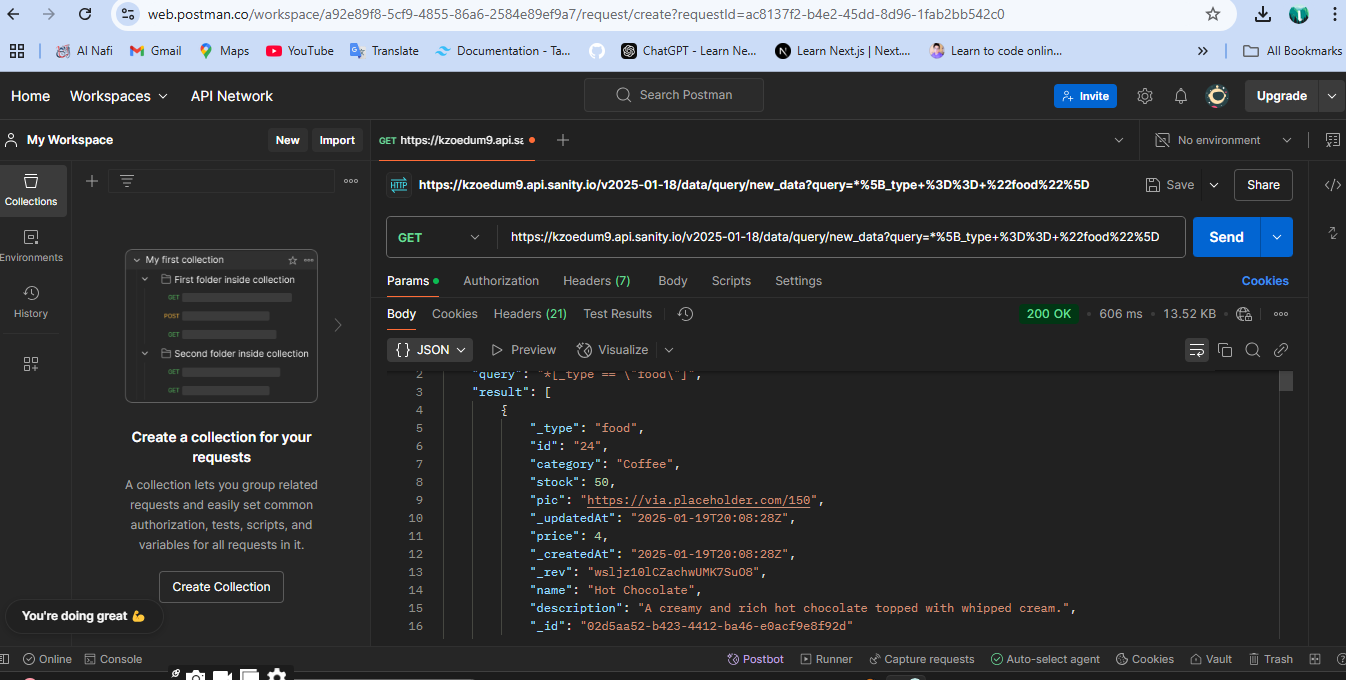 web.postman.co/workspace/a92e89f8-5cf9-4855-86a6-2584e89ef9a7/request/create?requestId=ac8137f2-b4e2-45dd-8d96-1fab2bb542c0
Al Nafi Gmail Maps YouTube Translate Documentation - Ta... ChatGPT - Learn Ne... Learn Next.js | Next.... Learn to code onlin... » All Bookmarks
Home Workspaces API Network Search Postman Invite Upgrade
My Workspace New Import GET https://kzoedum9.api.sa No environment
HTTP https://kzoedum9.api.sanity.io/v2025-01-18/data/query/new_data?query=*%5B_type+%3D%3D+%22food%22%5D Save Share
Collections
GET https://kzoedum9.api.sanity.io/v2025-01-18/data/query/new_data?query=*%5B_type+%3D%3D+%22food%22%5D Send
Environments
History
My first collection
First folder inside collection
GET
POST
GET
Second folder inside collection
GET
GET
Create a collection for your
requests
A collection lets you group related
requests and easily set common
authorization, tests, scripts, and
variables for all requests in it.
Create Collection
You're doing great 💪
Params Authorization Headers (7) Body Scripts Settings Cookies
Body Cookies Headers (21) Test Results 200 OK • 606 ms • 13.52 KB
{} JSON Preview Visualize
2 "query": "*[_type == \"food\"]",
3 "result": [
4 {
5 "_type": "food",
6 "id": "24",
7 "category": "Coffee",
8 "stock": 50,
9 "pic": "https://via.placeholder.com/150",
10 "_updatedAt": "2025-01-19T20:08:28Z",
11 "price": 4,
12 "_createdAt": "2025-01-19T20:08:28Z",
13 "_rev": "wsljz10lCZachwUMK7SuO8",
14 "name": "Hot Chocolate",
15 "description": "A creamy and rich hot chocolate topped with whipped cream.",
16 "_id": "02d5aa52-b423-4412-ba46-e0acf9e8f92d"
Online Console Postbot Runner Capture requests Auto-select agent Cookies Vault Trash